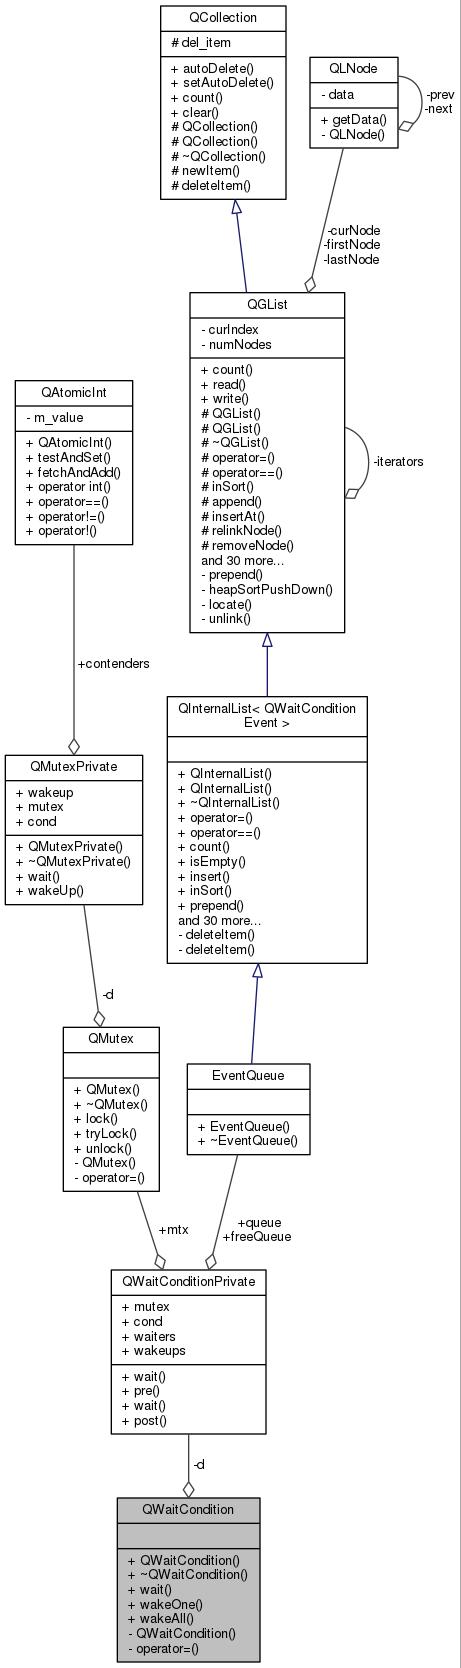 QCollection
# del_item
+ autoDelete()
+ setAutoDelete()
+ count()
+ clear()
# QCollection()
# QCollection()
# ~QCollection()
# newItem()
# deleteItem()
QLNode
- data
+ getData()
- QLNode()
-prev
-next
-curNode
-firstNode
-lastNode
QGList
- curIndex
- numNodes
+ count()
+ read()
+ write()
# QGList()
# QGList()
# ~QGList()
# operator=()
# operator==()
# inSort()
# append()
# insertAt()
# relinkNode()
# removeNode()
and 30 more...
- prepend()
- heapSortPushDown()
- locate()
- unlink()
-iterators
QAtomicInt
- m_value
+ QAtomicInt()
+ testAndSet()
+ fetchAndAdd()
+ operator int()
+ operator==()
+ operator!=()
+ operator!()
+contenders
QInternalList< QWaitCondition
Event >
+ QInternalList()
+ QInternalList()
+ ~QInternalList()
+ operator=()
+ operator==()
+ count()
+ isEmpty()
+ insert()
+ inSort()
+ prepend()
and 30 more...
- deleteItem()
- deleteItem()
QMutexPrivate
+ wakeup
+ mutex
+ cond
+ QMutexPrivate()
+ ~QMutexPrivate()
+ wait()
+ wakeUp()
-d
QMutex
+ QMutex()
+ ~QMutex()
+ lock()
+ tryLock()
+ unlock()
- QMutex()
- operator=()
EventQueue
+ EventQueue()
+ ~EventQueue()
+mtx
+queue
+freeQueue
QWaitConditionPrivate
+ mutex
+ cond
+ waiters
+ wakeups
+ wait()
+ pre()
+ wait()
+ post()
-d
QWaitCondition
+ QWaitCondition()
+ ~QWaitCondition()
+ wait()
+ wakeOne()
+ wakeAll()
- QWaitCondition()
- operator=()